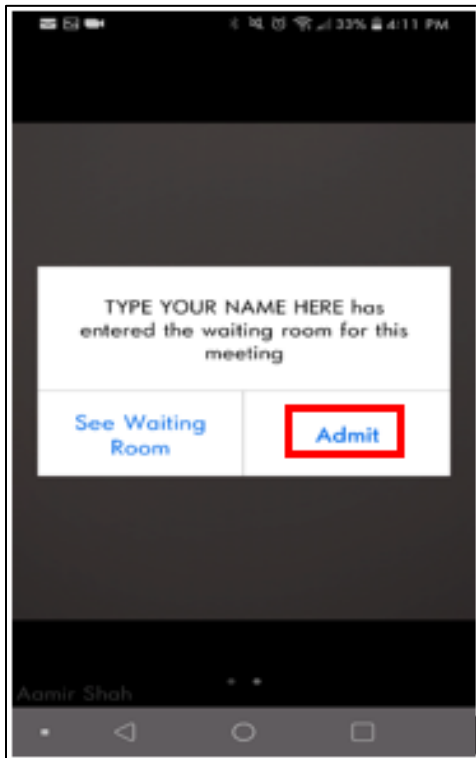 33% 4:11 PM
TYPE YOUR NAME HERE has
entered the waiting room for this
meeting
See Waiting
Room
Admit
Aamir Shah